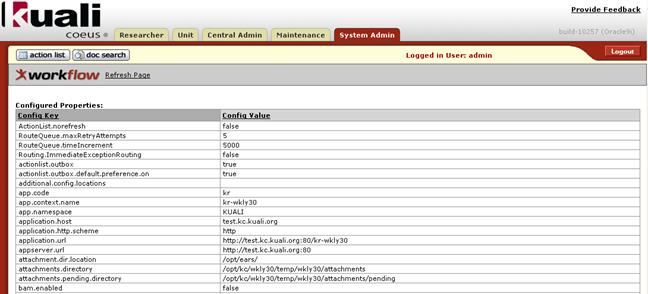 kuali
coeus
Provide Feedback
Researcher Unit Central Admin Maintenance System Admin
build-10257 (Oracle9i)
action list doc search Logged in User: admin Logout
workflow Refresh Page
Configured Properties:
Config Key Config Value
ActionList.norefresh false
RouteQueue.maxRetryAttempts 5
RouteQueue.timeIncrement 5000
Routing.ImmediateExceptionRouting false
actionlist.outbox true
actionlist.outbox.default.preference.on true
additional.config.locations
app.code kr
app.context.name kr-wkly30
app.namespace KUALI
application.host test.kc.kuali.org
application.http.scheme http
application.url http://test.kc.kuali.org:80/kr-wkly30
appserver.url http://test.kc.kuali.org:80
attachment.dir.location /opt/ears/
attachments.directory /opt/kc/wkly30/temp/wkly30/attachments
attachments.pending.directory /opt/kc/wkly30/temp/wkly30/attachments/pending
bam.enabled false